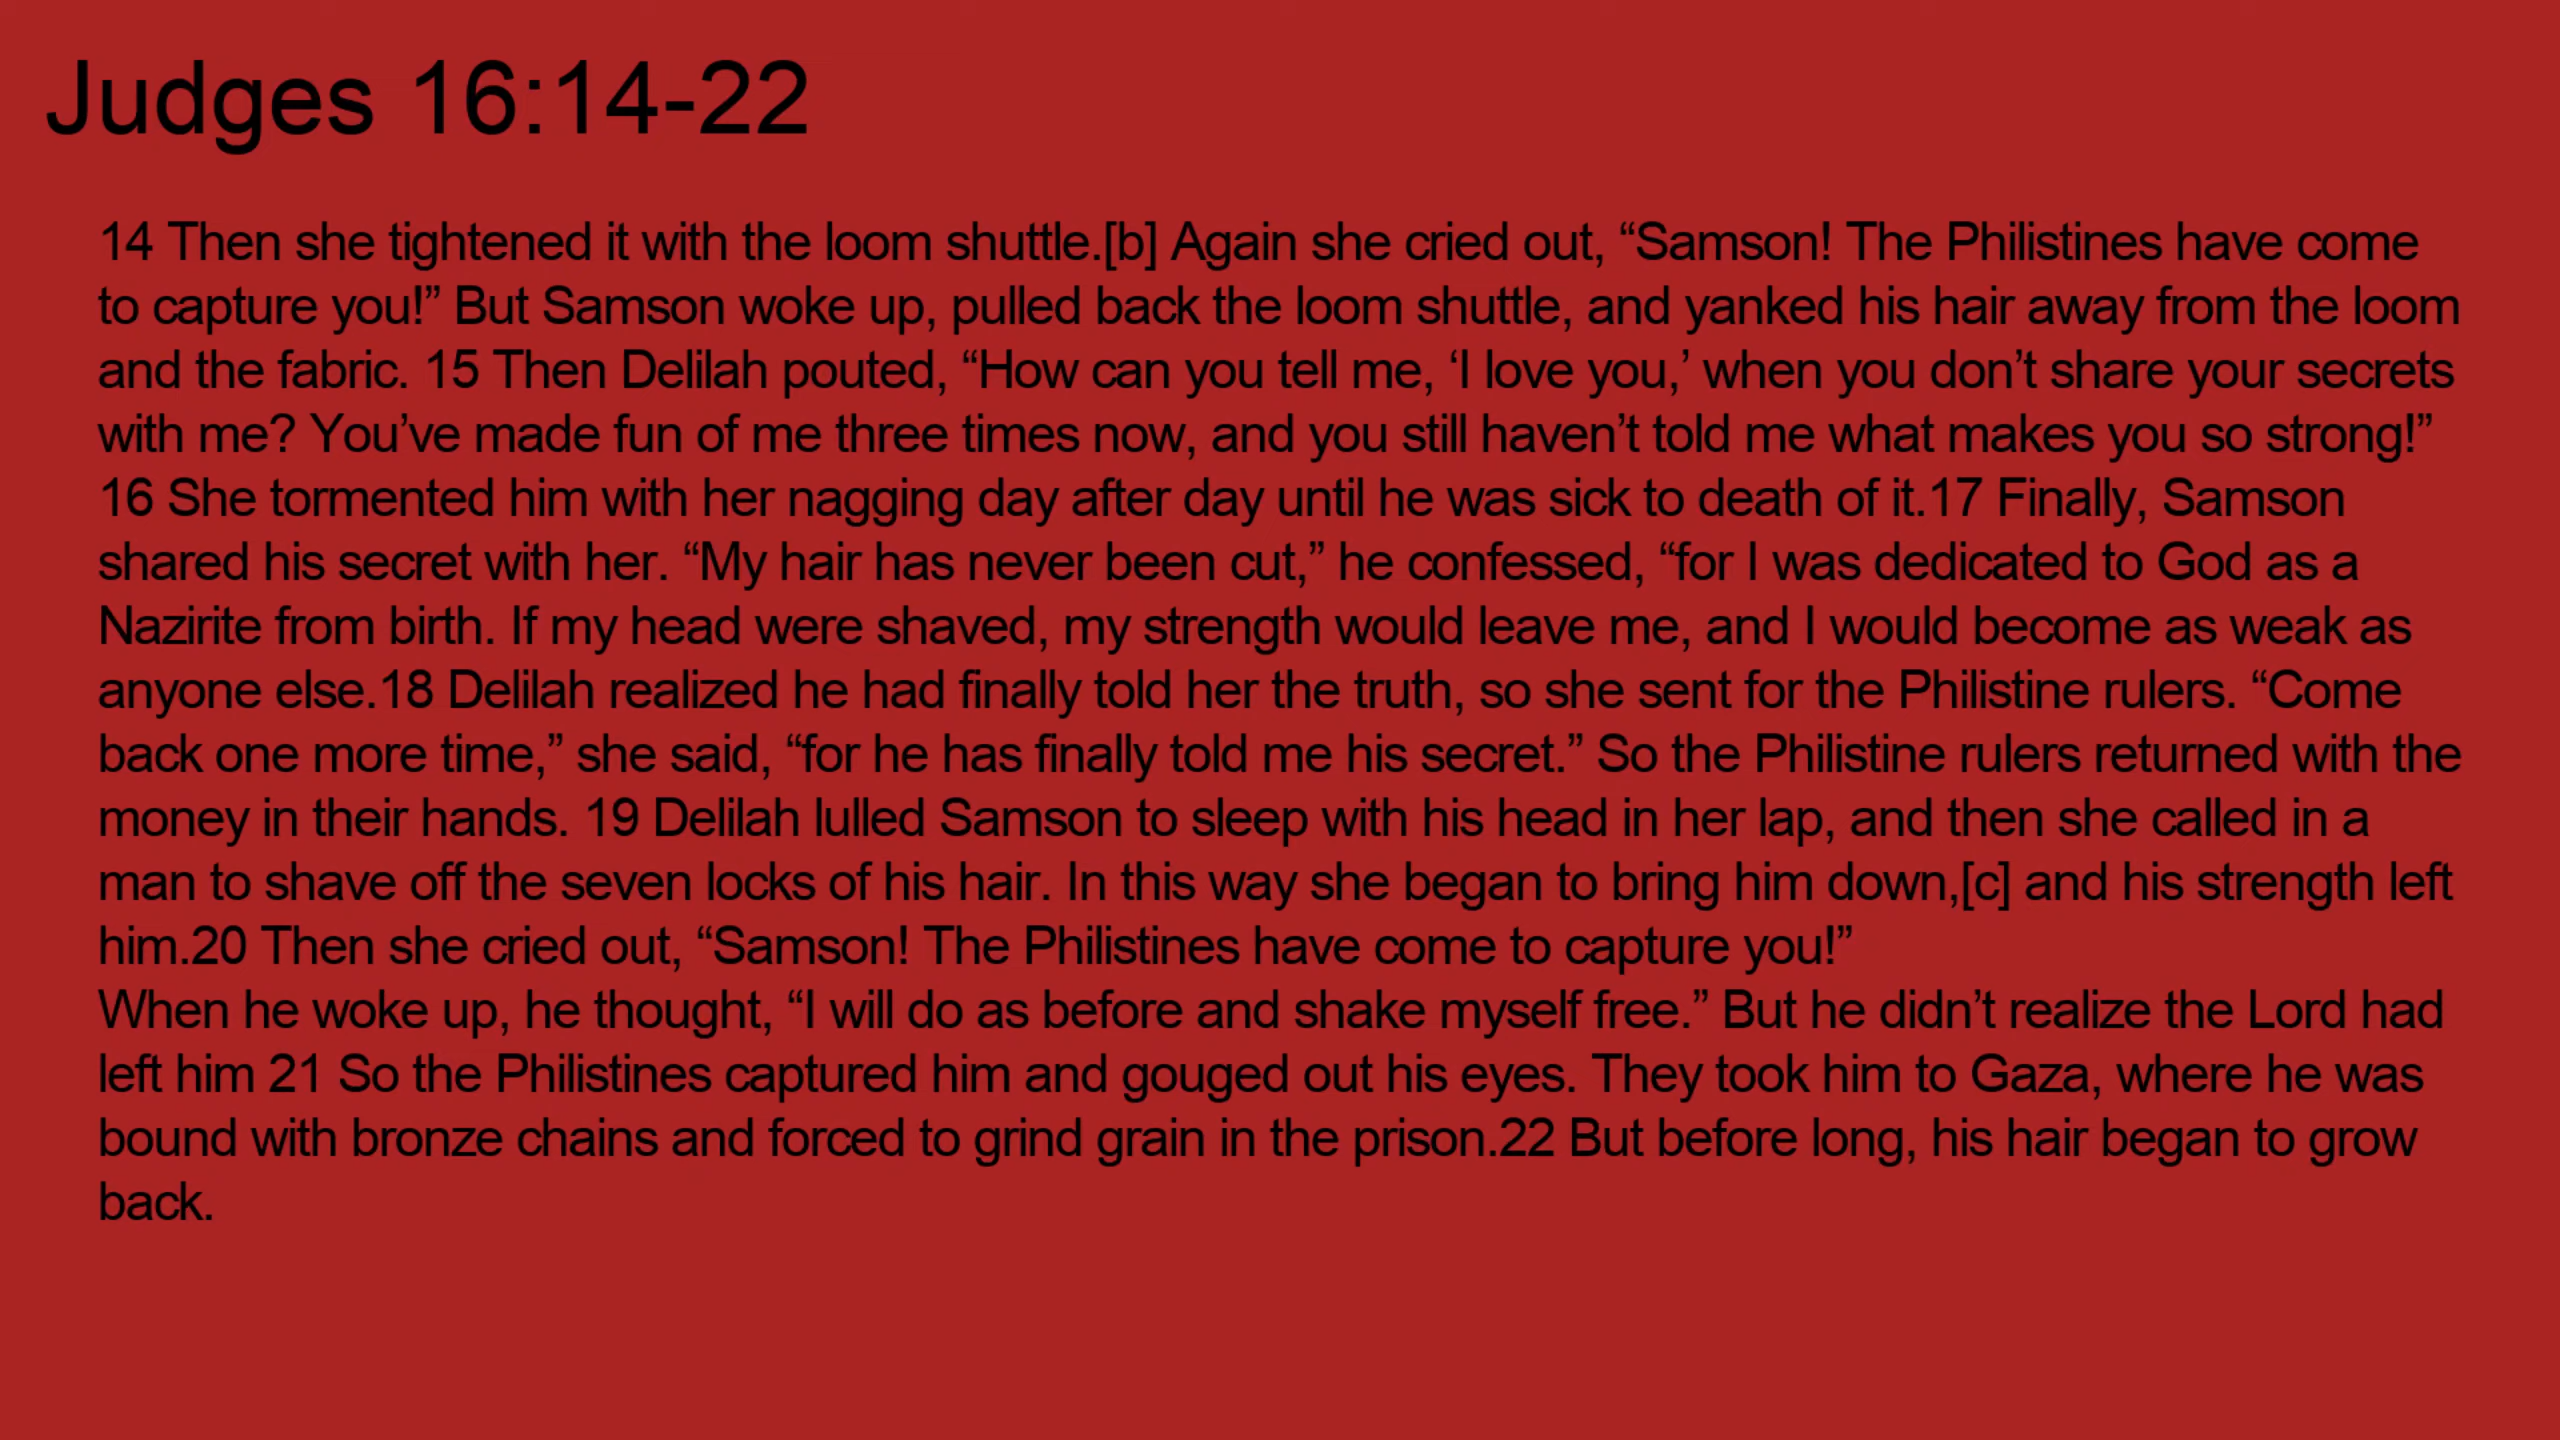 Judges 16:14-22
14 Then she tightened it with the loom shuttle.[b] Again she cried out, “Samson! The Philistines have come
to capture you!” But Samson woke up, pulled back the loom shuttle, and yanked his hair away from the loom
and the fabric. 15 Then Delilah pouted, “How can you tell me, ‘I love you,’ when you don’t share your secrets
with me? You’ve made fun of me three times now, and you still haven’t told me what makes you so strong!”
16 She tormented him with her nagging day after day until he was sick to death of it.17 Finally, Samson
shared his secret with her. “My hair has never been cut,” he confessed, “for I was dedicated to God as a
Nazirite from birth. If my head were shaved, my strength would leave me, and I would become as weak as
anyone else.18 Delilah realized he had finally told her the truth, so she sent for the Philistine rulers. “Come
back one more time,” she said, “for he has finally told me his secret.” So the Philistine rulers returned with the
money in their hands. 19 Delilah lulled Samson to sleep with his head in her lap, and then she called in a
man to shave off the seven locks of his hair. In this way she began to bring him down,[c] and his strength left
him.20 Then she cried out, “Samson! The Philistines have come to capture you!”
When he woke up, he thought, “I will do as before and shake myself free.” But he didn’t realize the Lord had
left him 21 So the Philistines captured him and gouged out his eyes. They took him to Gaza, where he was
bound with bronze chains and forced to grind grain in the prison.22 But before long, his hair began to grow
back.